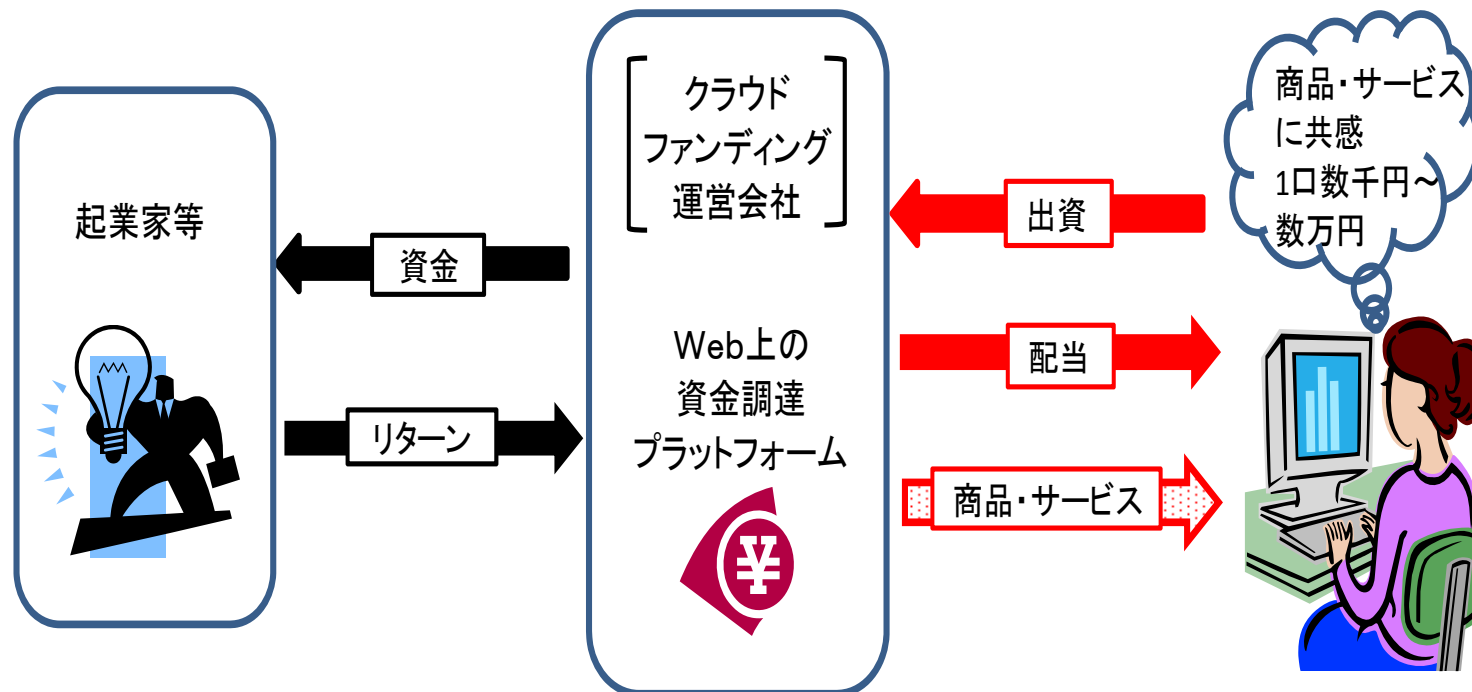 起業家等
資金
リターン
クラウド
ファンディング
運営会社
Web上の
資金調達
プラットフォーム
¥
出資
配当
商品・サービス
商品・サービス
に共感
1口数千円～
数万円